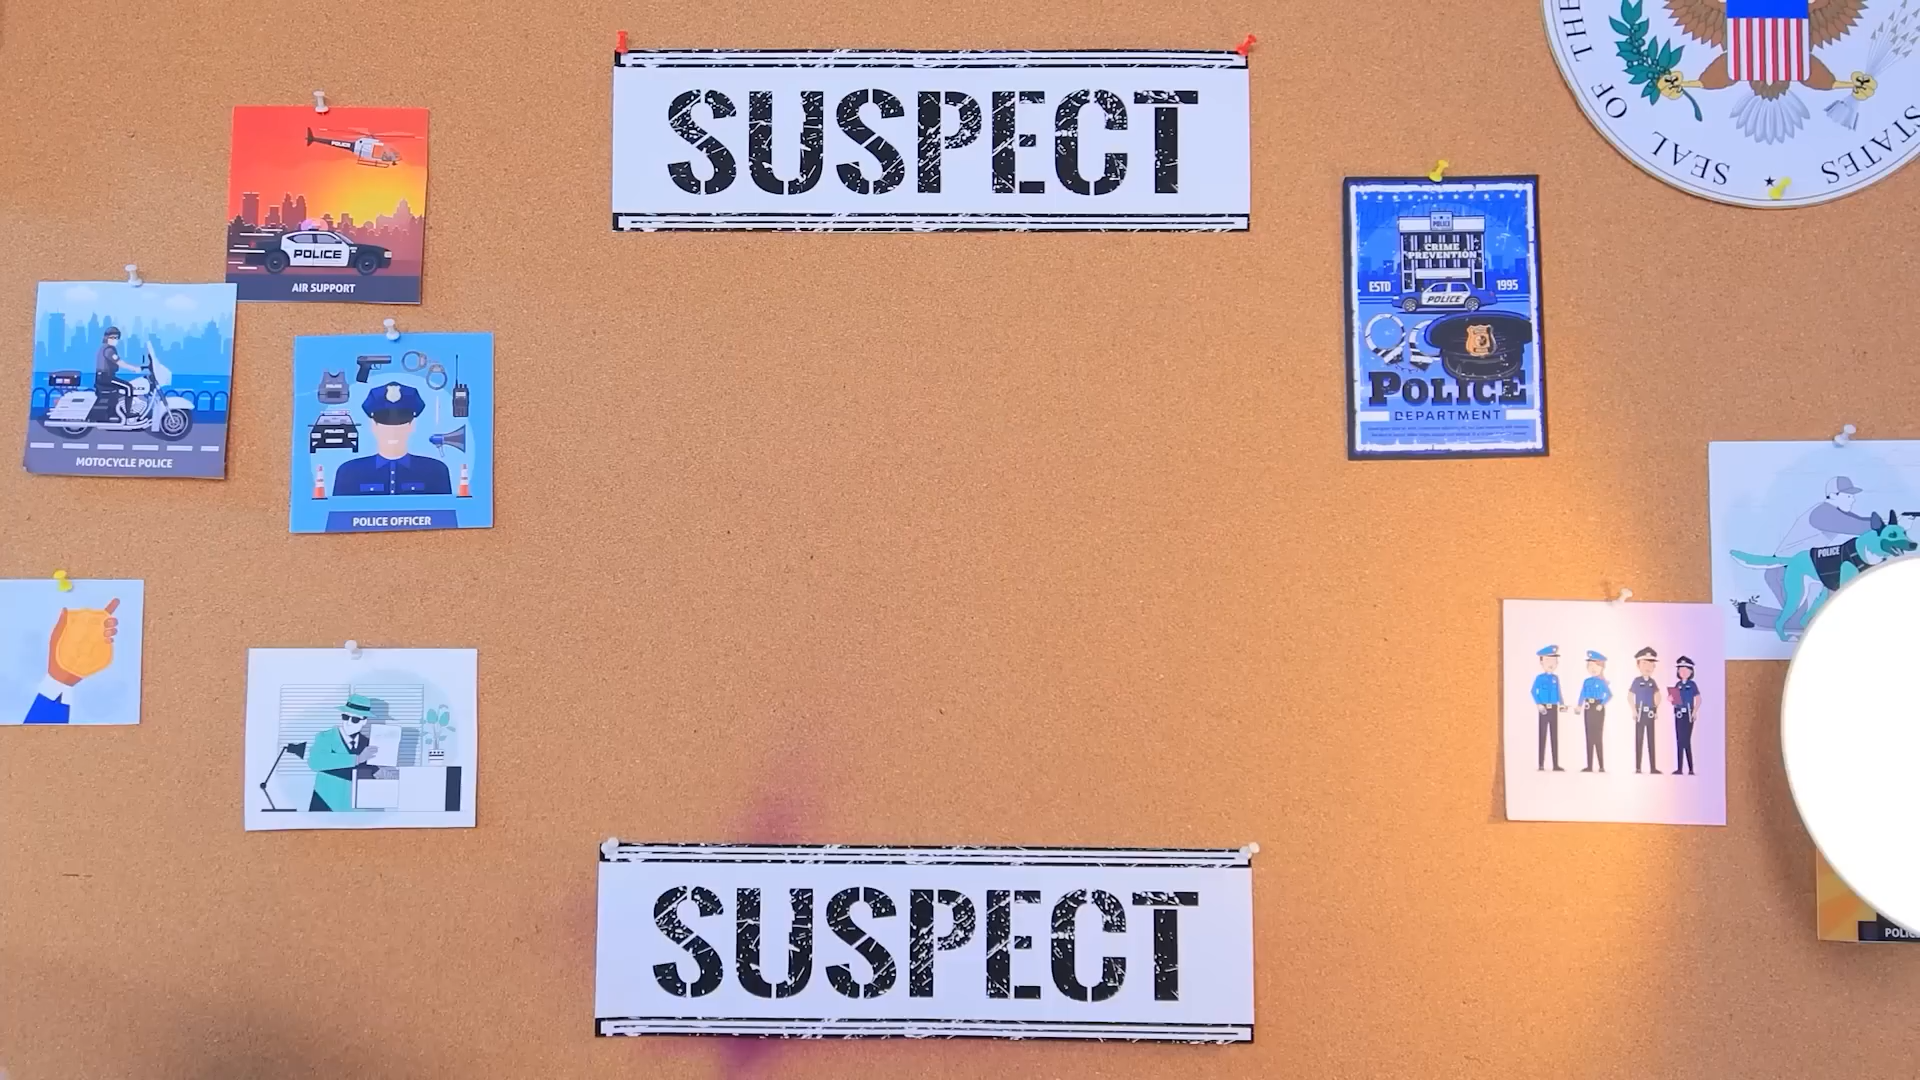 SUSPECT
SEAL OF THE
STATES
POLICE
POLICE
AIR SUPPORT
POLICE
CRIME
PREVENTION
ESTD 1995
POLICE
POLICE
DEPARTMENT
MOTOCYCLE POLICE
POLICE OFFICER
POLICE
SUSPECT